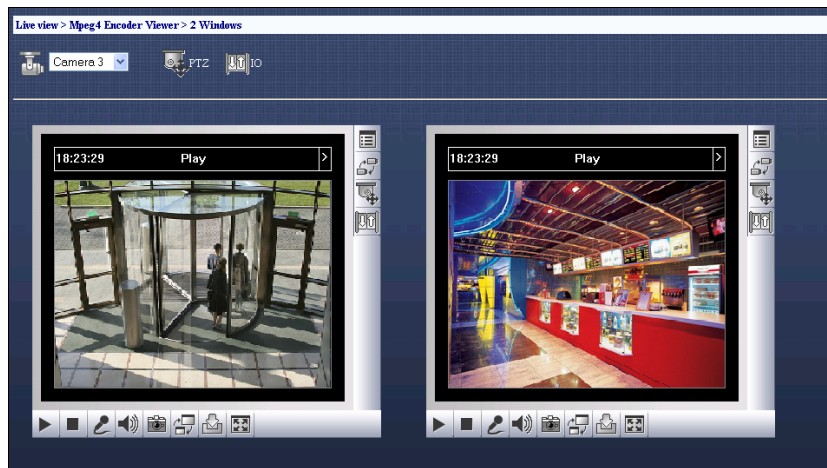 Live view > Mpeg4 Encoder Viewer > 2 Windows
Camera 3 PTZ IO
18:23:29 Play >
18:23:29 Play >